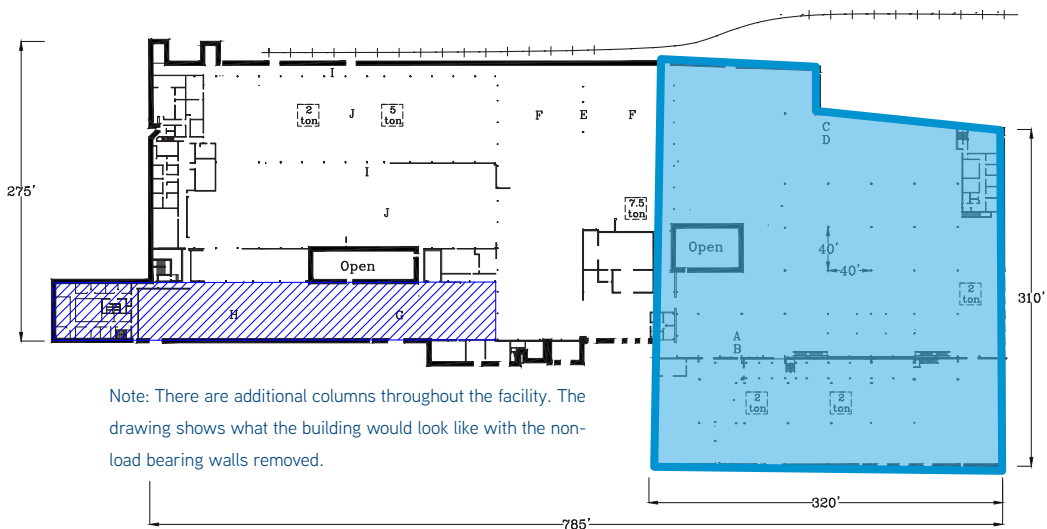 I
2
ton
J
5
ton
F
E
F
C
D
275'
I
7.5
ton
J
Open
Open
40'
40'
2
ton
310'
H
G
A
B
Note: There are additional columns throughout the facility. The
drawing shows what the building would look like with the non-
load bearing walls removed.
2
ton
2
ton
320'
785'